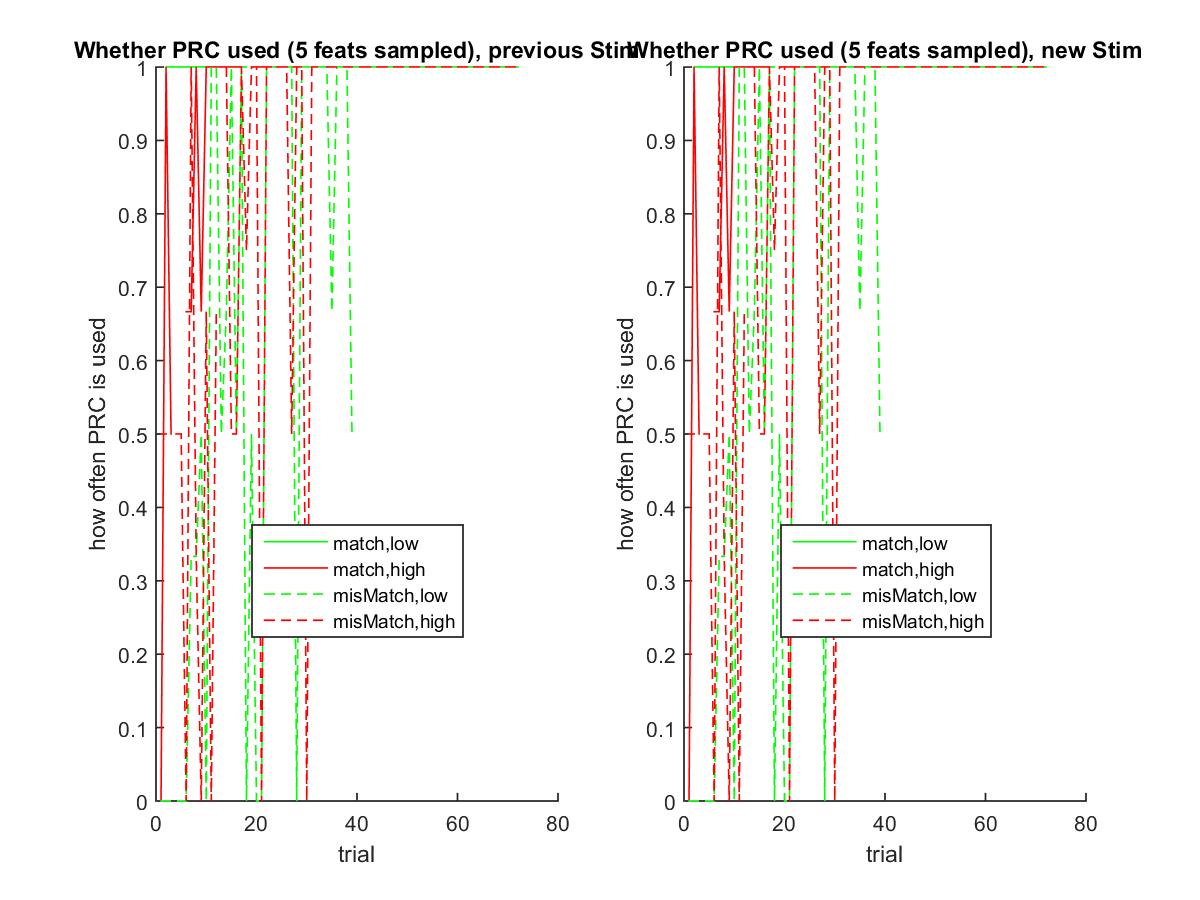 Whether PRC used (5 feats sampled), previous Stim
1
0.9
0.8
0.7
0.6
0.5
0.4
0.3
0.2
0.1
0
how often PRC is used
match,low
match,high
misMatch,low
misMatch,high
0 20 40 60 80
trial
Whether PRC used (5 feats sampled), new Stim
1
0.9
0.8
0.7
0.6
0.5
0.4
0.3
0.2
0.1
0
how often PRC is used
match,low
match,high
misMatch,low
misMatch,high
0 20 40 60 80
trial